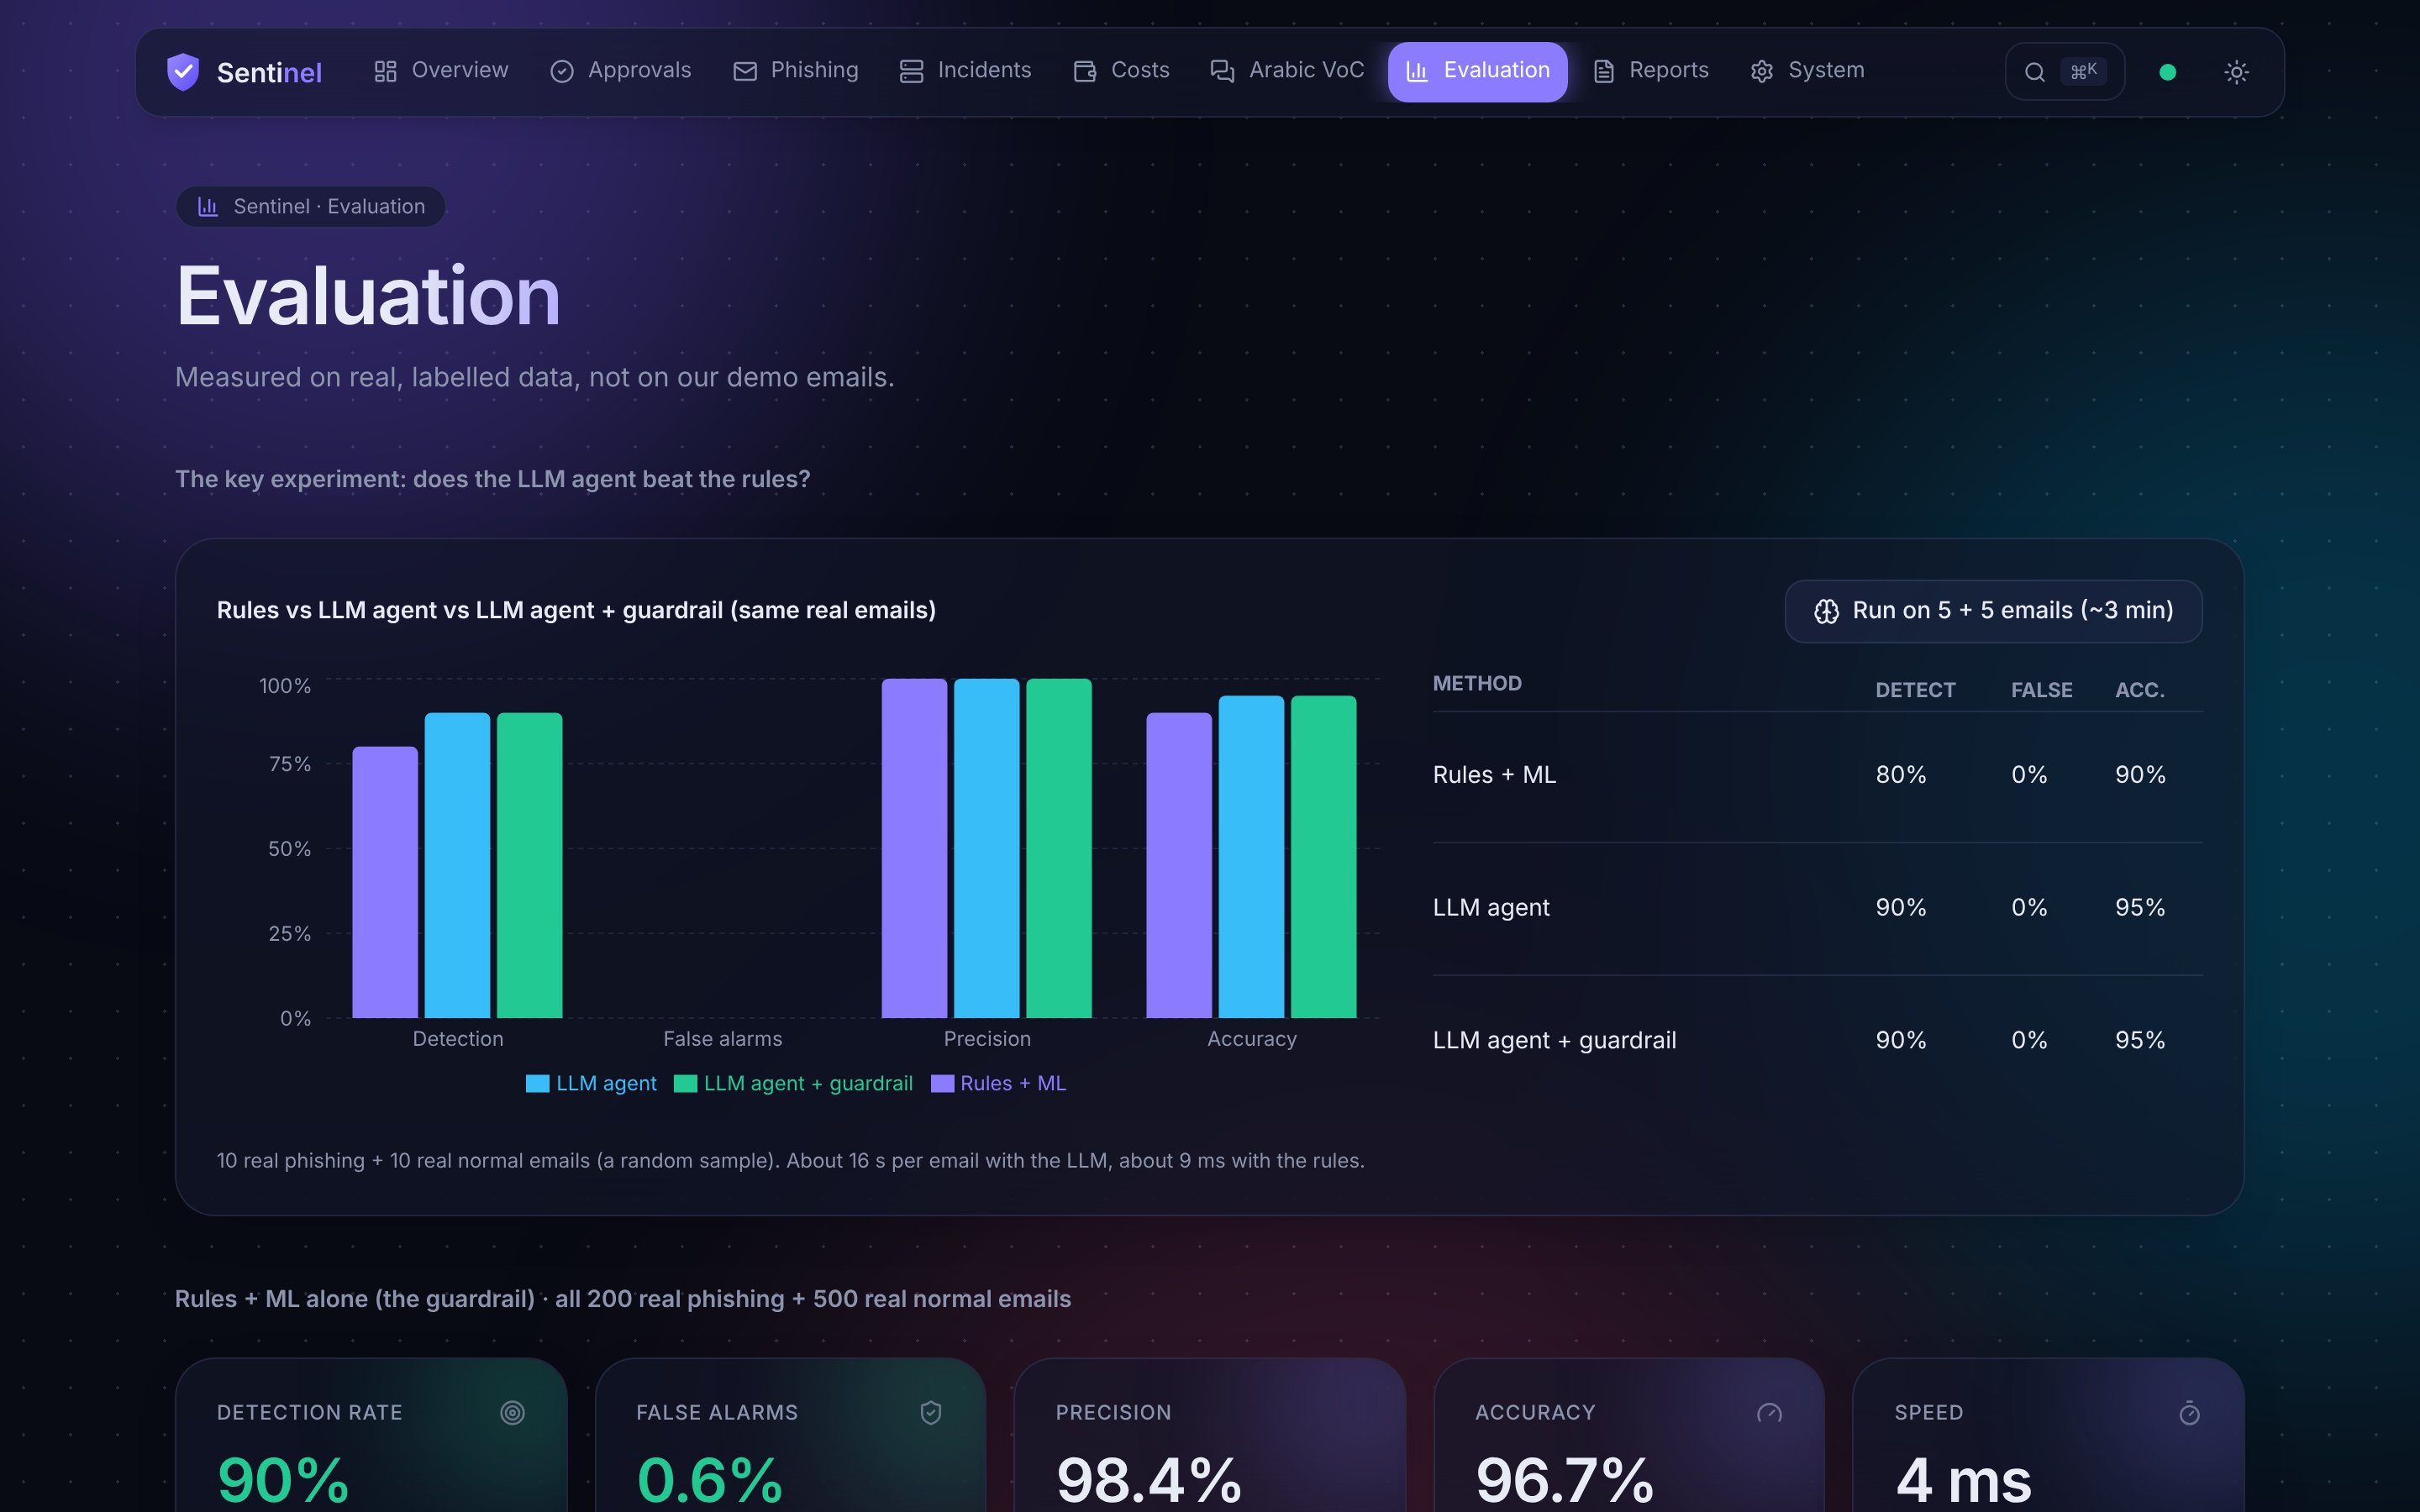 Sentinel Overview Approvals Phishing Incidents Costs Arabic VoC Evaluation Reports System ⌘K
Sentinel · Evaluation
Evaluation
Measured on real, labelled data, not on our demo emails.
The key experiment: does the LLM agent beat the rules?
Rules vs LLM agent vs LLM agent + guardrail (same real emails)
Run on 5 + 5 emails (~3 min)
100%
75%
50%
25%
0%
Detection False alarms Precision Accuracy
LLM agent LLM agent + guardrail Rules + ML
METHOD DETECT FALSE ACC.
Rules + ML 80% 0% 90%
LLM agent 90% 0% 95%
LLM agent + guardrail 90% 0% 95%
10 real phishing + 10 real normal emails (a random sample). About 16 s per email with the LLM, about 9 ms with the rules.
Rules + ML alone (the guardrail) · all 200 real phishing + 500 real normal emails
DETECTION RATE
90%
FALSE ALARMS
0.6%
PRECISION
98.4%
ACCURACY
96.7%
SPEED
4 ms